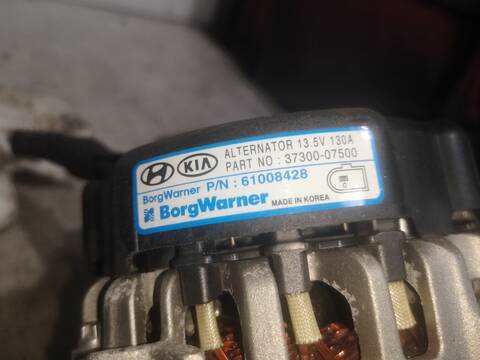 KIA ALTERNATOR 13.5V 130A
PART NO : 37300-07500
BorgWarner P/N : 61008428
BorgWarner MADE IN KOREA